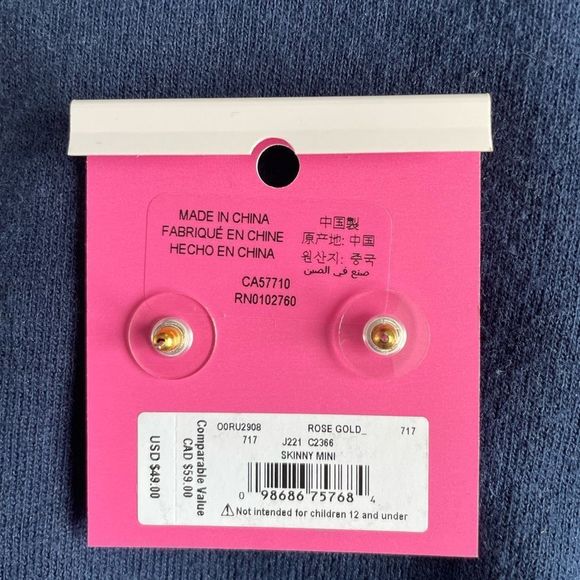 MADE IN CHINA
FABRIQUÉ EN CHINE
HECHO EN CHINA
中国製
原产地: 中国
원산지: 중국
صنع في الصين
CA57710
RN0102760
O0RU2908 ROSE GOLD_ 717
717 J221 C2366
SKINNY MINI
0 98686 75768 4
⚠ Not intended for children 12 and under
Comparable Value
CAD $59.00
USD $49.00